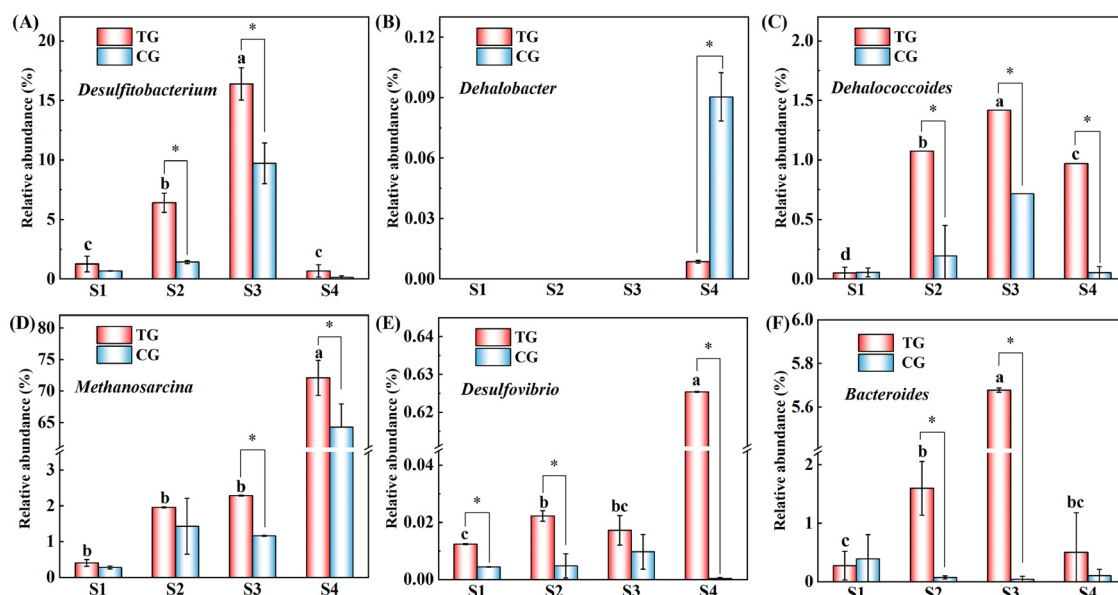 (A)
TG
CG
Desulfitobacterium
Relative abundance (%)
20
15
10
5
0
c
b
*
a
*
c
S1
S2
S3
S4
(B)
TG
CG
Dehalobacter
Relative abundance (%)
0.12
0.09
0.06
0.03
0.00
*
S1
S2
S3
S4
(C)
TG
CG
Dehalococcoides
Relative abundance (%)
2.0
1.5
1.0
0.5
0.0
d
b
*
a
*
c
*
S1
S2
S3
S4
(D)
TG
CG
Methanosarcina
Relative abundance (%)
80
75
70
65
3
2
1
0
b
b
b
*
a
*
S1
S2
S3
S4
(E)
TG
CG
Desulfovibrio
Relative abundance (%)
0.64
0.63
0.62
0.04
0.02
0.00
c
*
b
*
bc
a
*
S1
S2
S3
S4
(F)
TG
CG
Bacteroides
Relative abundance (%)
6.0
5.8
5.6
2
1
0
c
b
*
a
*
bc
S1
S2
S3
S4